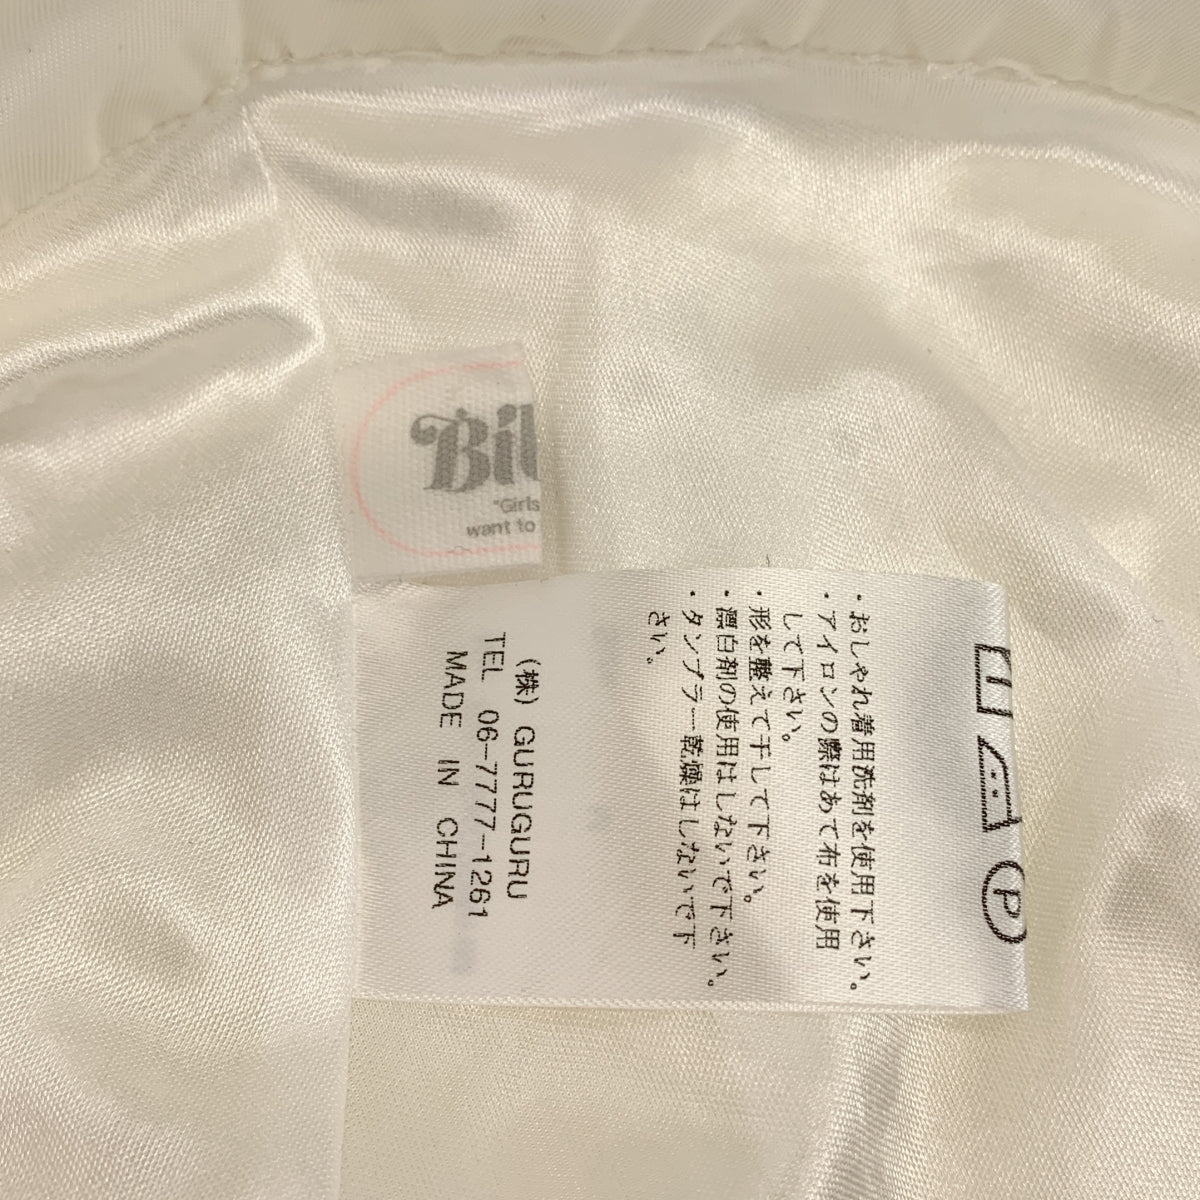 "Girls
want to
・おしゃれ着用洗剤を使用下さい。
・アイロンの際はあて布を使用
して下さい。
・形を整えて干して下さい。
・漂白剤の使用はしないで下さい。
・タンブラー乾燥はしないで下
さい。
(株) GURUGURU
TEL 06-7777-1261
MADE IN CHINA
P